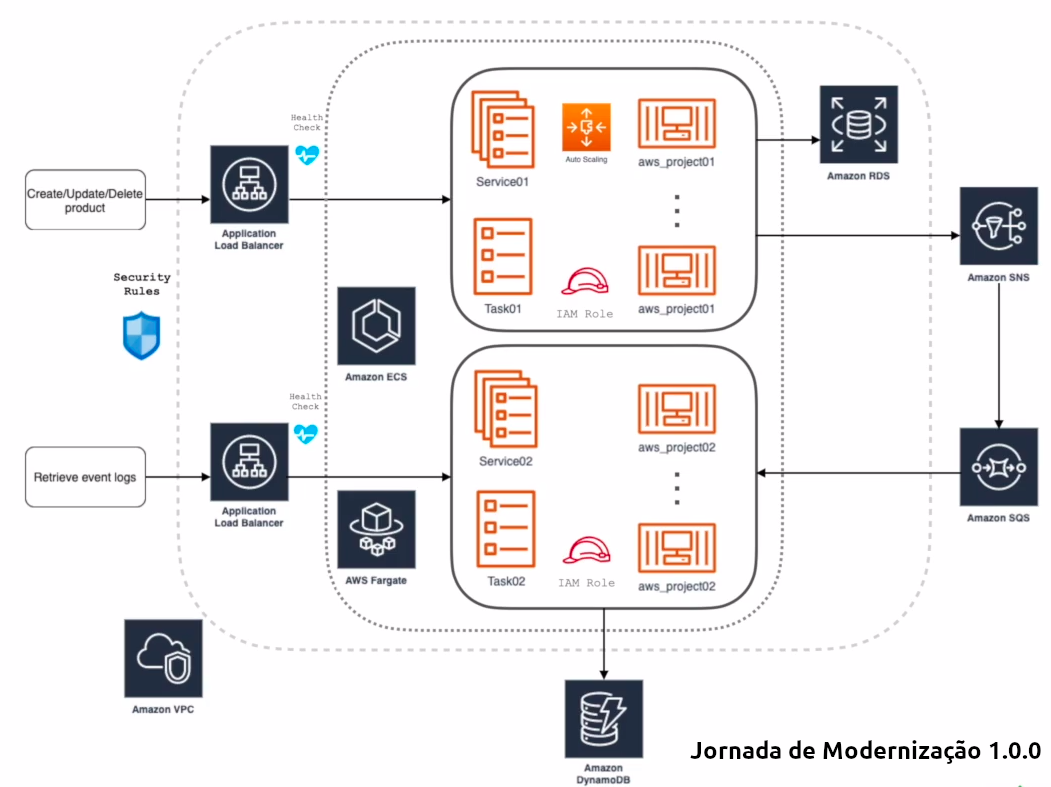 Health
Check
Create/Update/Delete
product
Application
Load Balancer
Service01
Auto Scaling
aws_project01
Amazon RDS
Amazon SNS
Security
Rules
Task01
IAM Role
aws_project01
Amazon ECS
Health
Check
Retrieve event logs
Application
Load Balancer
Service02
aws_project02
Amazon SQS
AWS Fargate
Task02
IAM Role
aws_project02
Amazon VPC
Amazon
DynamoDB
Jornada de Modernização 1.0.0